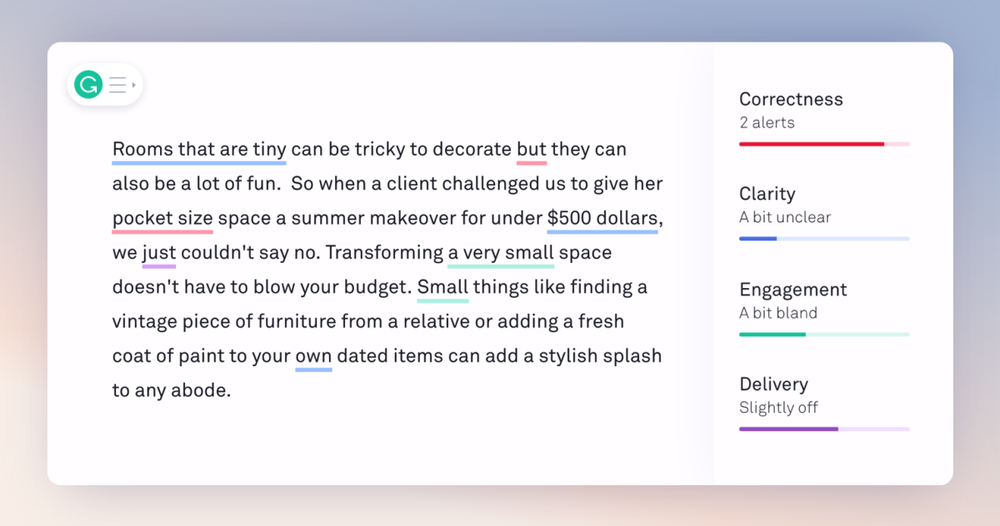 Rooms that are tiny can be tricky to decorate but they can
also be a lot of fun.  So when a client challenged us to give her
pocket size space a summer makeover for under $500 dollars,
we just couldn't say no. Transforming a very small space
doesn't have to blow your budget. Small things like finding a
vintage piece of furniture from a relative or adding a fresh
coat of paint to your own dated items can add a stylish splash
to any abode.
Correctness
2 alerts
Clarity
A bit unclear
Engagement
A bit bland
Delivery
Slightly off